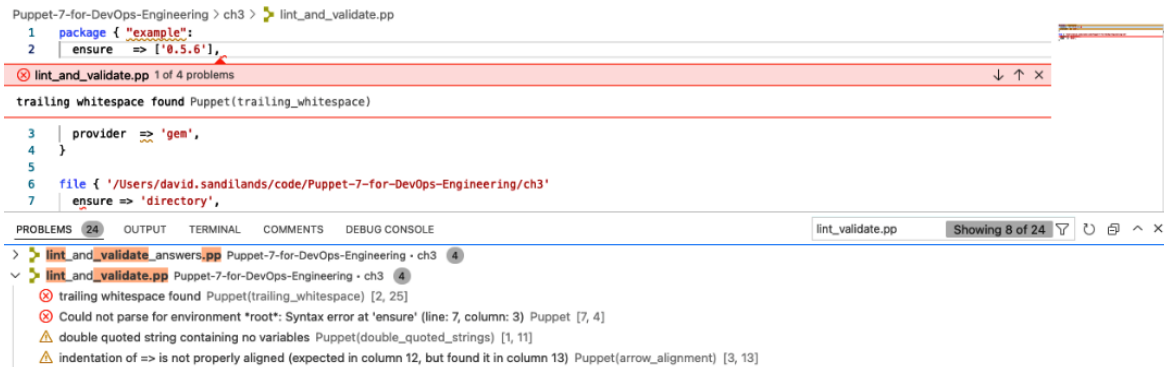 Puppet-7-for-DevOps-Engineering > ch3 > lint_and_validate.pp
1 package { "example":
2 ensure => ['0.5.6'],
lint_and_validate.pp 1 of 4 problems
trailing whitespace found Puppet(trailing_whitespace)
3 provider => 'gem',
4 }
5
6 file { '/Users/david.sandilands/code/Puppet-7-for-DevOps-Engineering/ch3'
7 ensure => 'directory',
PROBLEMS 24 OUTPUT TERMINAL COMMENTS DEBUG CONSOLE lint_and_validate.pp Showing 8 of 24
lint_and_validate_answers.pp Puppet-7-for-DevOps-Engineering • ch3 4
lint_and_validate.pp Puppet-7-for-DevOps-Engineering • ch3 4
trailing whitespace found Puppet(trailing_whitespace) [2, 25]
Could not parse for environment *root*: Syntax error at 'ensure' (line: 7, column: 3) Puppet [7, 4]
double quoted string containing no variables Puppet(double_quoted_strings) [1, 11]
indentation of => is not properly aligned (expected in column 12, but found it in column 13) Puppet(arrow_alignment) [3, 13]